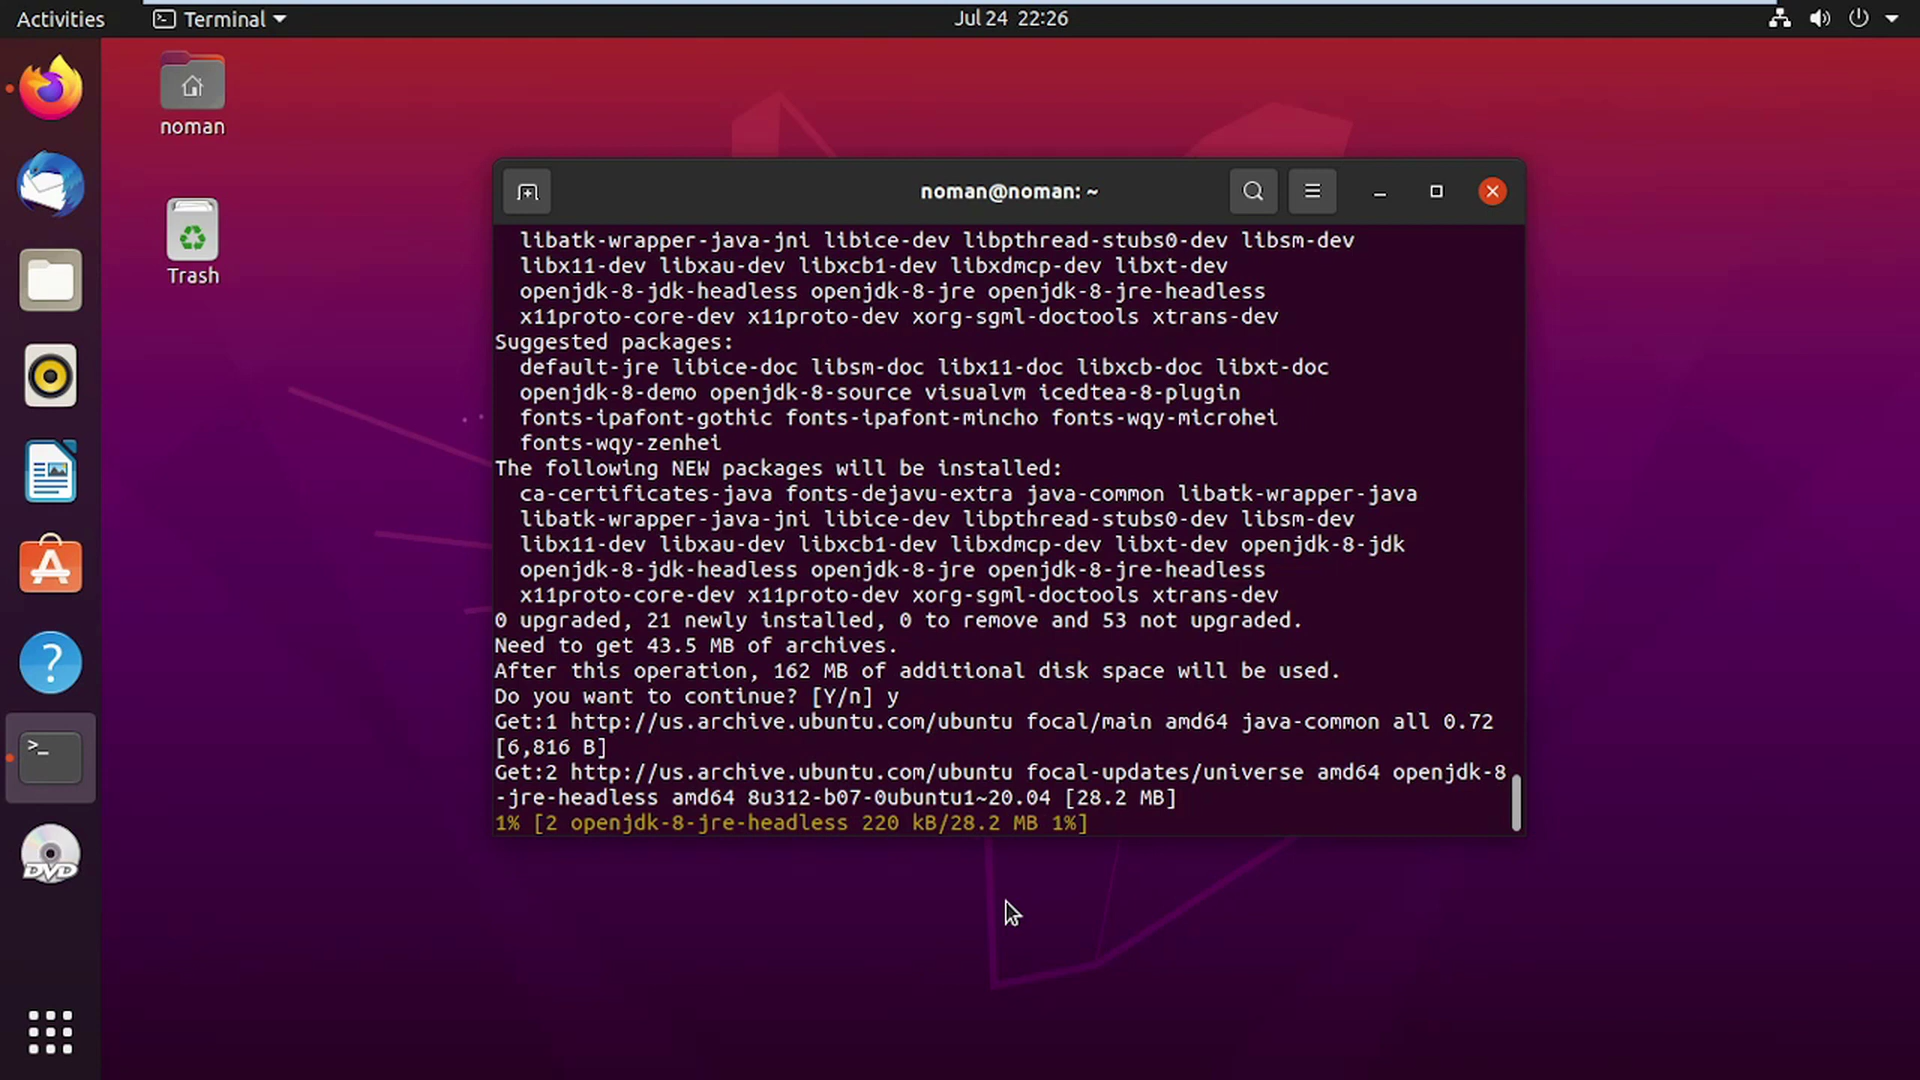 Activities
Terminal
Jul 24 22:26
noman
Trash
noman@noman: ~
libatk-wrapper-java-jni libice-dev libpthread-stubs0-dev libsm-dev
libx11-dev libxau-dev libxcb1-dev libxdmcp-dev libxt-dev
openjdk-8-jdk-headless openjdk-8-jre openjdk-8-jre-headless
x11proto-core-dev x11proto-dev xorg-sgml-doctools xtrans-dev
Suggested packages:
default-jre libice-doc libsm-doc libx11-doc libxcb-doc libxt-doc
openjdk-8-demo openjdk-8-source visualvm icedtea-8-plugin
fonts-ipafont-gothic fonts-ipafont-mincho fonts-wqy-microhei
fonts-wqy-zenhei
The following NEW packages will be installed:
ca-certificates-java fonts-dejavu-extra java-common libatk-wrapper-java
libatk-wrapper-java-jni libice-dev libpthread-stubs0-dev libsm-dev
libx11-dev libxau-dev libxcb1-dev libxdmcp-dev libxt-dev openjdk-8-jdk
openjdk-8-jdk-headless openjdk-8-jre openjdk-8-jre-headless
x11proto-core-dev x11proto-dev xorg-sgml-doctools xtrans-dev
0 upgraded, 21 newly installed, 0 to remove and 53 not upgraded.
Need to get 43.5 MB of archives.
After this operation, 162 MB of additional disk space will be used.
Do you want to continue? [Y/n] y
Get:1 http://us.archive.ubuntu.com/ubuntu focal/main amd64 java-common all 0.72
[6,816 B]
Get:2 http://us.archive.ubuntu.com/ubuntu focal-updates/universe amd64 openjdk-8
-jre-headless amd64 8u312-b07-0ubuntu1~20.04 [28.2 MB]
1% [2 openjdk-8-jre-headless 220 kB/28.2 MB 1%]
DVD